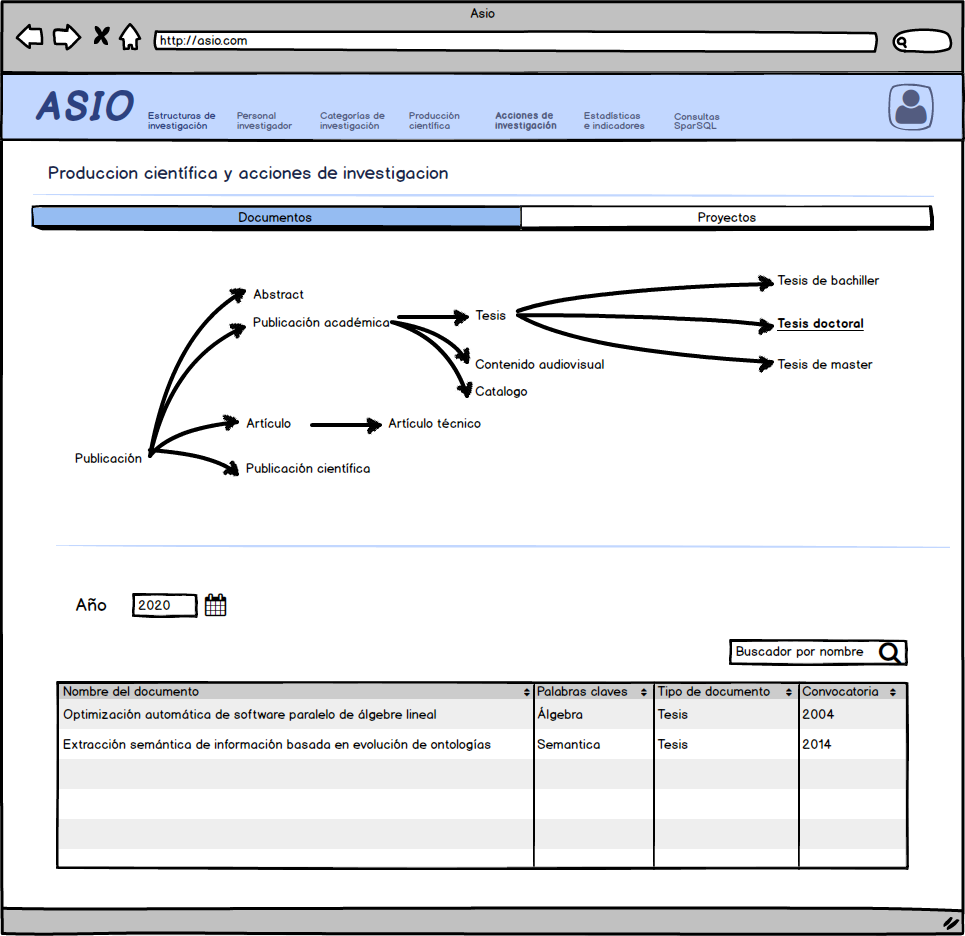 Asio
http://asio.com
ASIO
Estructuras de
investigación
Personal
investigador
Categorías de
investigación
Producción
científica
Acciones de
investigación
Estadísticas
e indicadores
Consultas
SparSQL
Produccion científica y acciones de investigacion
Documentos
Proyectos
Abstract
Publicación académica
Tesis
Tesis de bachiller
Tesis doctoral
Tesis de master
Contenido audiovisual
Catalogo
Artículo
Artículo técnico
Publicación
Publicación científica
Año
2020
Buscador por nombre
Nombre del documento Palabras claves Tipo de documento Convocatoria
Optimización automática de software paralelo de álgebre lineal Álgebra Tesis 2004
Extracción semántica de información basada en evolución de ontologías Semantica Tesis 2014